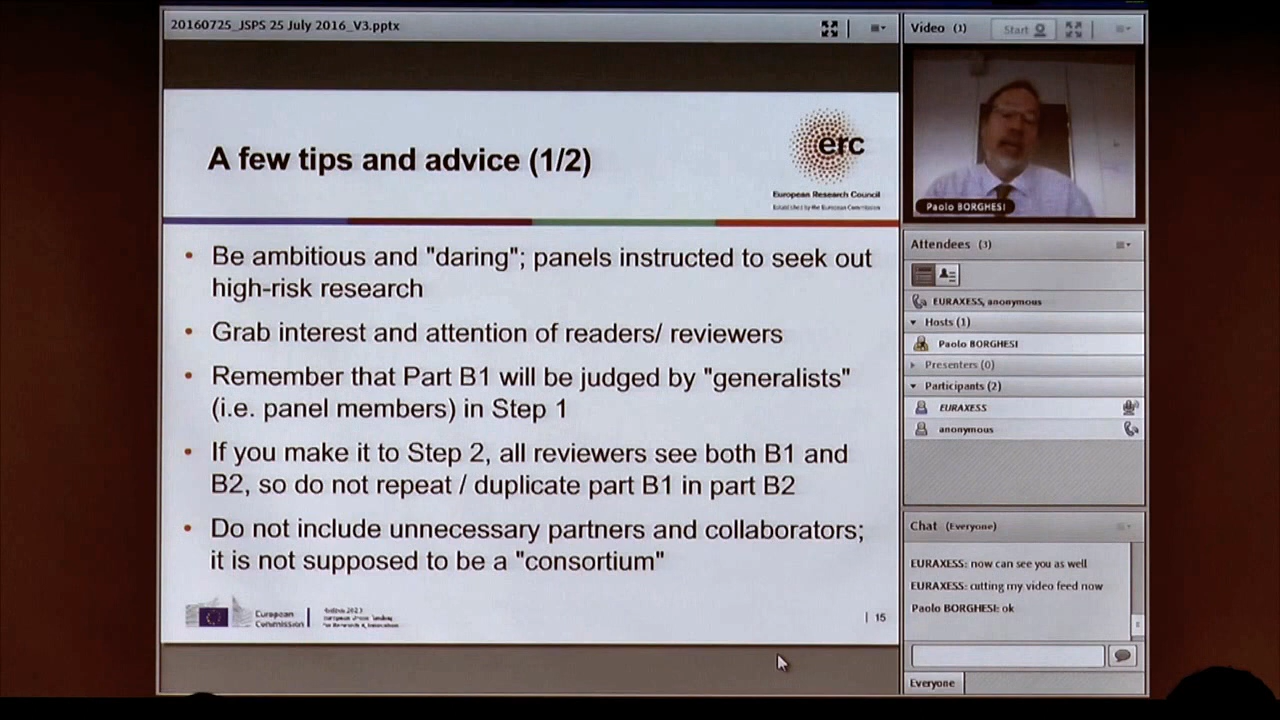 20160725_JSPS 25 July 2016_V3.pptx
A few tips and advice (1/2)
erc
European Research Council
Established by the European Commission
• Be ambitious and "daring"; panels instructed to seek out
high-risk research
• Grab interest and attention of readers/ reviewers
• Remember that Part B1 will be judged by "generalists"
(i.e. panel members) in Step 1
• If you make it to Step 2, all reviewers see both B1 and
B2, so do not repeat / duplicate part B1 in part B2
• Do not include unnecessary partners and collaborators;
it is not supposed to be a "consortium"
European
Commission
| 15
Video (1)
Start
Paolo BORGHESI
Attendees (3)
EURAXESS, anonymous
Hosts (1)
Paolo BORGHESI
Presenters (0)
Participants (2)
EURAXESS
anonymous
Chat (Everyone)
EURAXESS: now can see you as well
EURAXESS: cutting my video feed now
Paolo BORGHESI: ok
Everyone